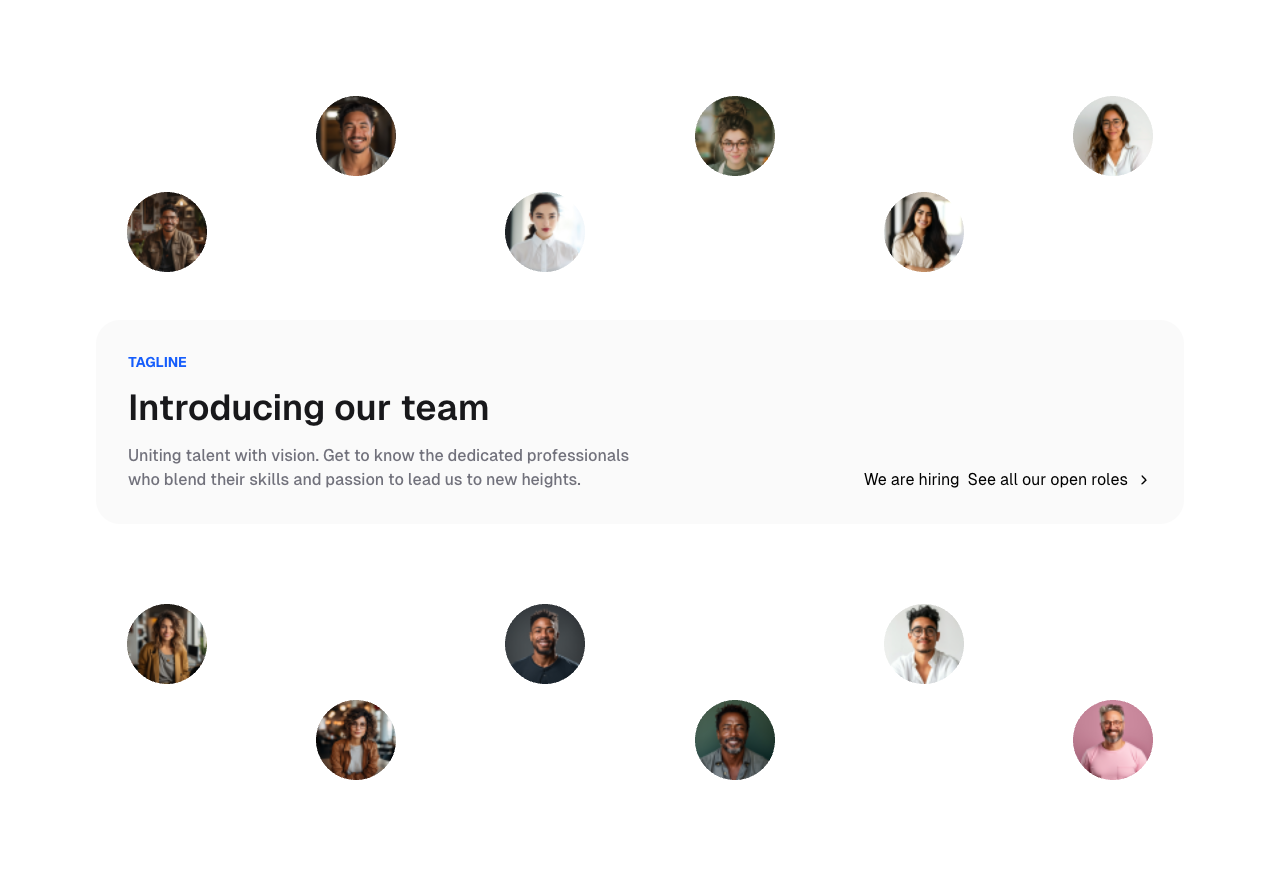 TAGLINE
Introducing our team
Uniting talent with vision. Get to know the dedicated professionals
who blend their skills and passion to lead us to new heights.
We are hiring See all our open roles